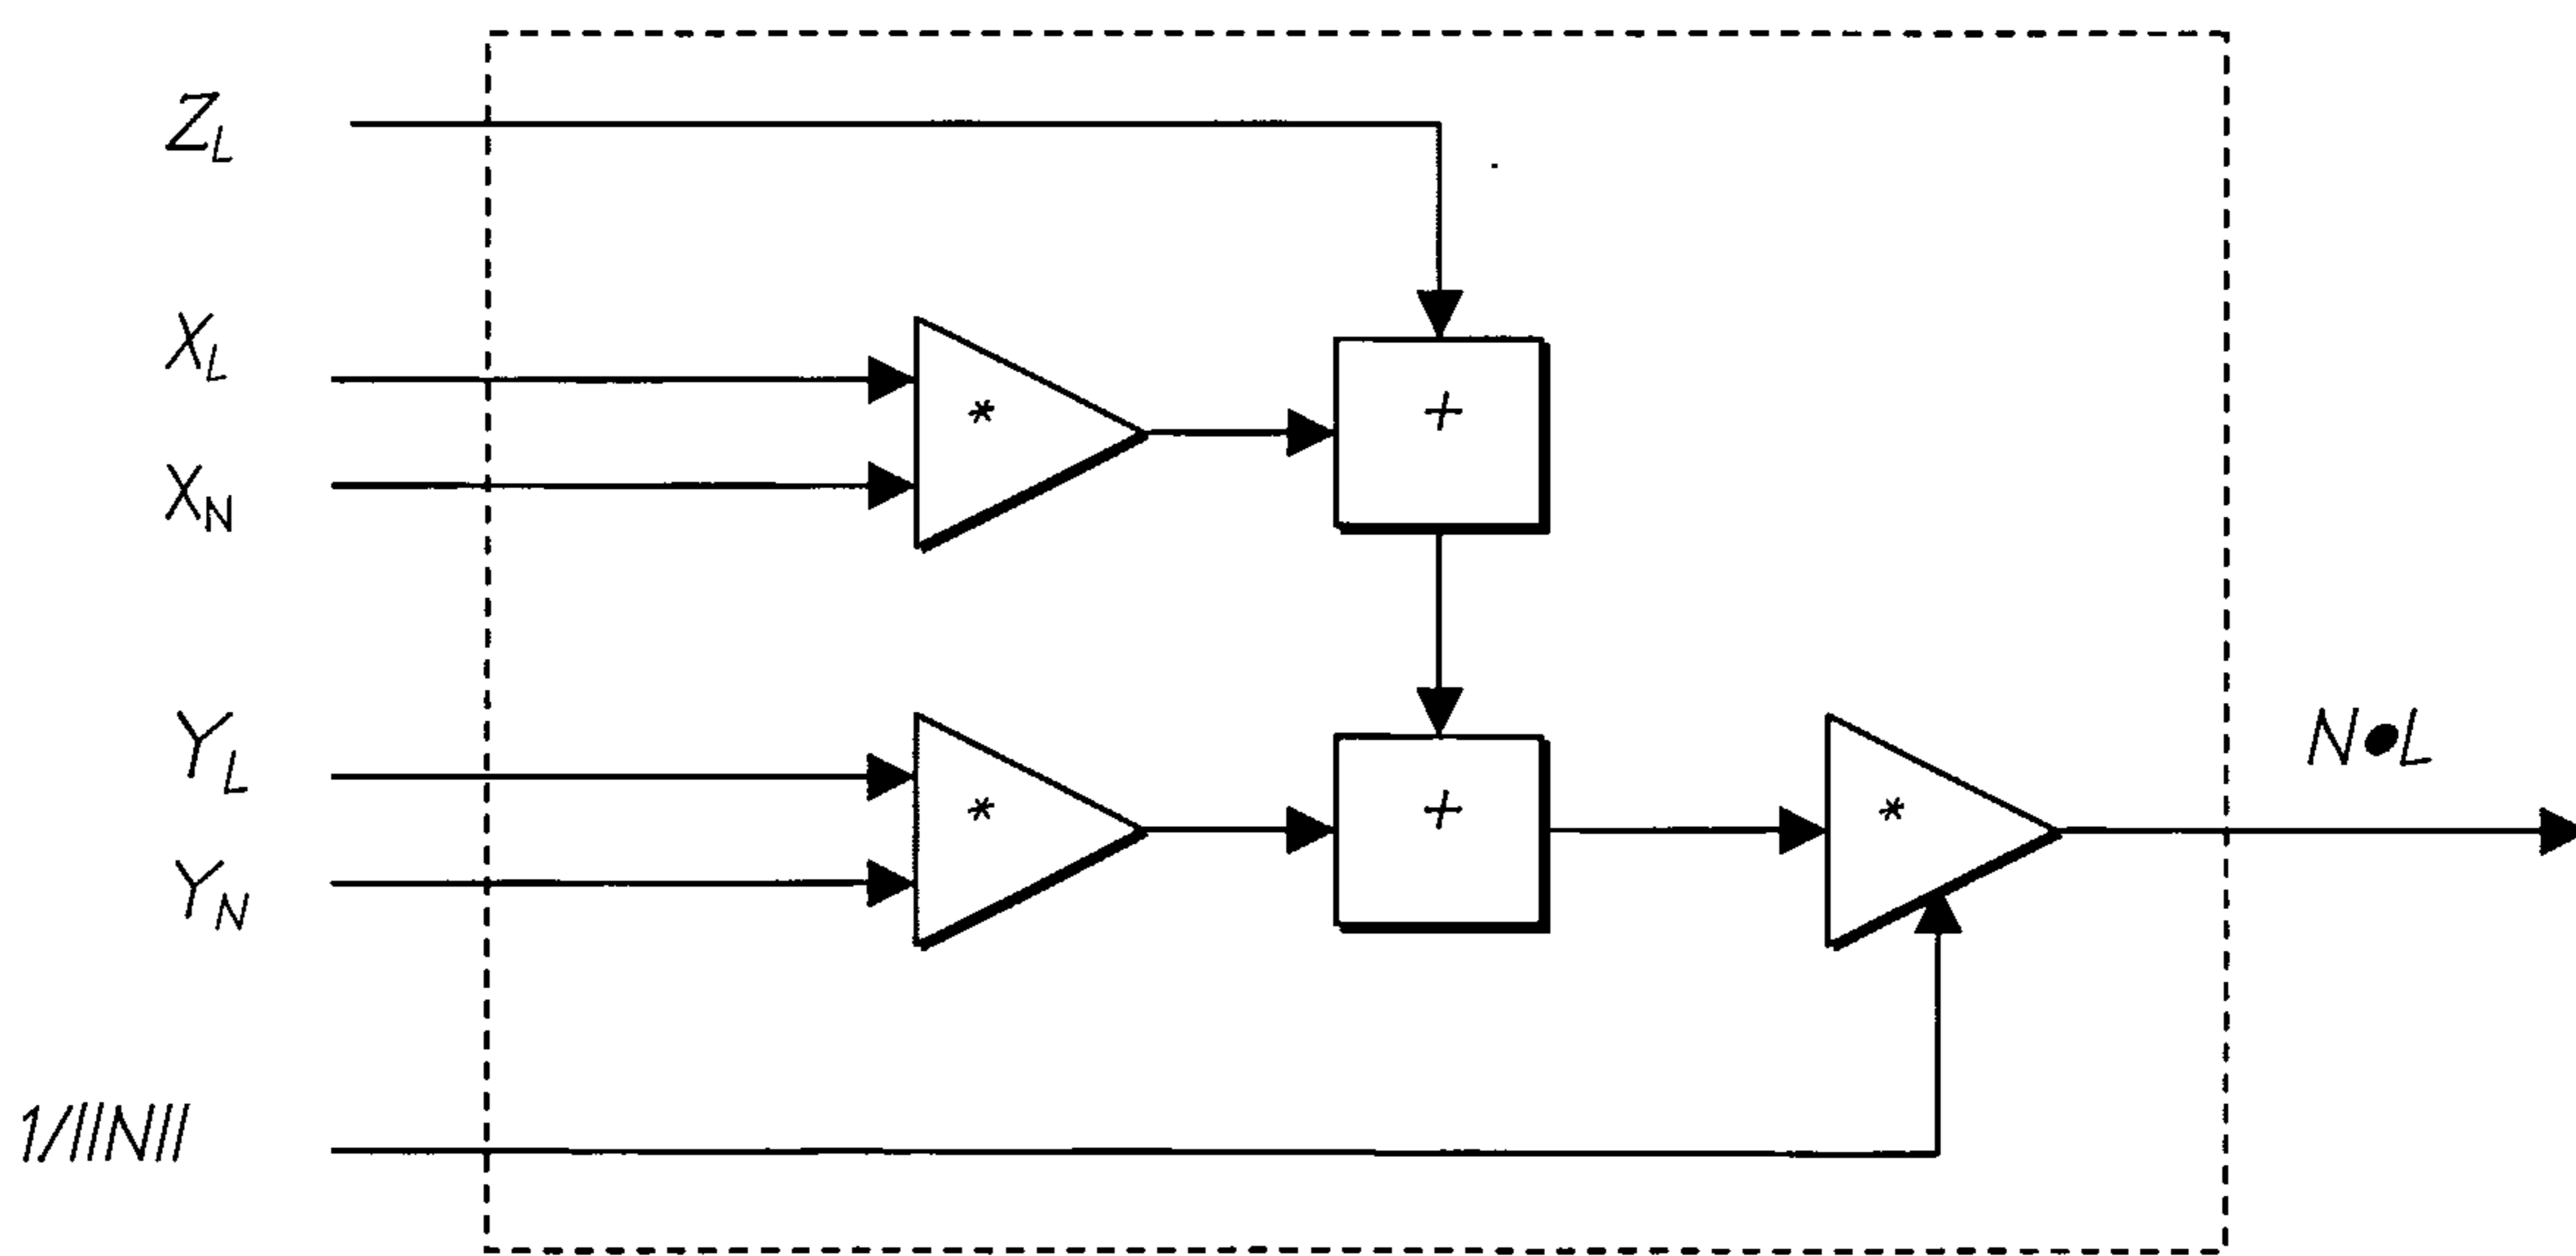 Z_L
X_L
*
+
X_N
Y_L
*
+
*
N•L
Y_N
1/||N||